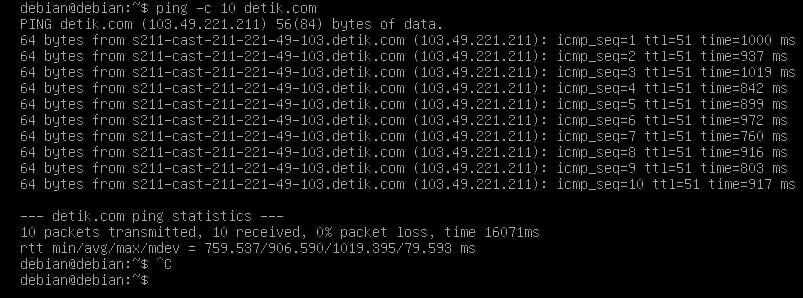 debian@debian:~$ ping -c 10 detik.com
PING detik.com (103.49.221.211) 56(84) bytes of data.
64 bytes from s211-cast-211-221-49-103.detik.com (103.49.221.211): icmp_seq=1 ttl=51 time=1000 ms
64 bytes from s211-cast-211-221-49-103.detik.com (103.49.221.211): icmp_seq=2 ttl=51 time=937 ms
64 bytes from s211-cast-211-221-49-103.detik.com (103.49.221.211): icmp_seq=3 ttl=51 time=1019 ms
64 bytes from s211-cast-211-221-49-103.detik.com (103.49.221.211): icmp_seq=4 ttl=51 time=842 ms
64 bytes from s211-cast-211-221-49-103.detik.com (103.49.221.211): icmp_seq=5 ttl=51 time=899 ms
64 bytes from s211-cast-211-221-49-103.detik.com (103.49.221.211): icmp_seq=6 ttl=51 time=972 ms
64 bytes from s211-cast-211-221-49-103.detik.com (103.49.221.211): icmp_seq=7 ttl=51 time=760 ms
64 bytes from s211-cast-211-221-49-103.detik.com (103.49.221.211): icmp_seq=8 ttl=51 time=916 ms
64 bytes from s211-cast-211-221-49-103.detik.com (103.49.221.211): icmp_seq=9 ttl=51 time=803 ms
64 bytes from s211-cast-211-221-49-103.detik.com (103.49.221.211): icmp_seq=10 ttl=51 time=917 ms
--- detik.com ping statistics ---
10 packets transmitted, 10 received, 0% packet loss, time 16071ms
rtt min/avg/max/mdev = 759.537/906.590/1019.395/79.593 ms
debian@debian:~$ ^C
debian@debian:~$